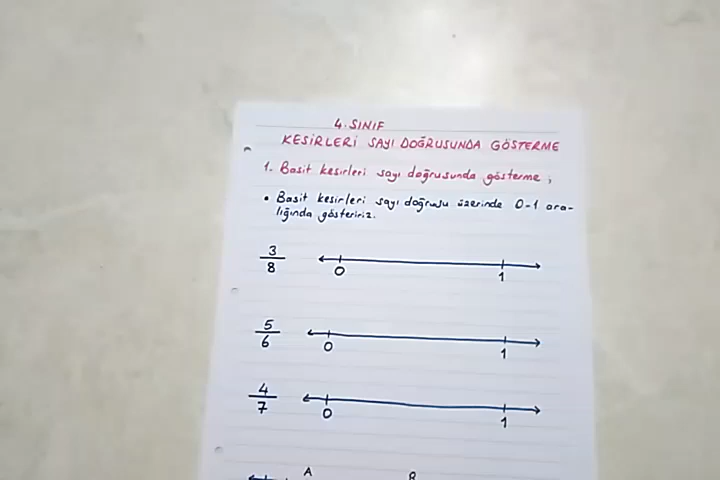 4. SINIF
KESİRLERİ SAYI DOĞRUSUNDA GÖSTERME
1. Basit kesirleri sayı doğrusunda gösterme;
• Basit kesirleri sayı doğrusu üzerinde 0-1 ara-
lığında gösteririz.
3/8 0 1
5/6 0 1
4/7 0 1
A